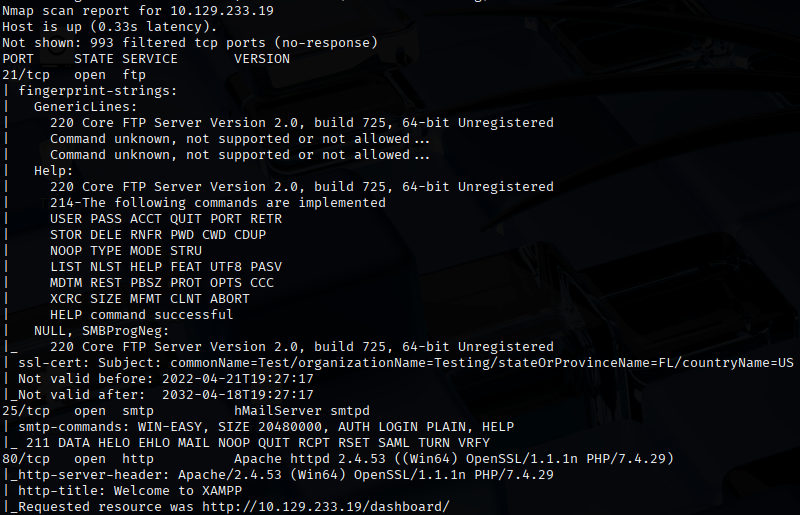 Nmap scan report for 10.129.233.19
Host is up (0.33s latency).
Not shown: 993 filtered tcp ports (no-response)
PORT     STATE SERVICE       VERSION
21/tcp   open  ftp
| fingerprint-strings:
|   GenericLines:
|     220 Core FTP Server Version 2.0, build 725, 64-bit Unregistered
|     Command unknown, not supported or not allowed...
|     Command unknown, not supported or not allowed...
|   Help:
|     220 Core FTP Server Version 2.0, build 725, 64-bit Unregistered
|     214-The following commands are implemented
|     USER PASS ACCT QUIT PORT RETR
|     STOR DELE RNFR PWD CWD CDUP
|     NOOP TYPE MODE STRU
|     LIST NLST HELP FEAT UTF8 PASV
|     MDTM REST PBSZ PROT OPTS CCC
|     XCRC SIZE MFMT CLNT ABORT
|     HELP command successful
|   NULL, SMBProgNeg:
|_    220 Core FTP Server Version 2.0, build 725, 64-bit Unregistered
| ssl-cert: Subject: commonName=Test/organizationName=Testing/stateOrProvinceName=FL/countryName=US
| Not valid before: 2022-04-21T19:27:17
|_Not valid after:  2032-04-18T19:27:17
25/tcp   open  smtp          hMailServer smtpd
| smtp-commands: WIN-EASY, SIZE 20480000, AUTH LOGIN PLAIN, HELP
|_ 211 DATA HELO EHLO MAIL NOOP QUIT RCPT RSET SAML TURN VRFY
80/tcp   open  http          Apache httpd 2.4.53 ((Win64) OpenSSL/1.1.1n PHP/7.4.29)
|_http-server-header: Apache/2.4.53 (Win64) OpenSSL/1.1.1n PHP/7.4.29
| http-title: Welcome to XAMPP
|_Requested resource was http://10.129.233.19/dashboard/